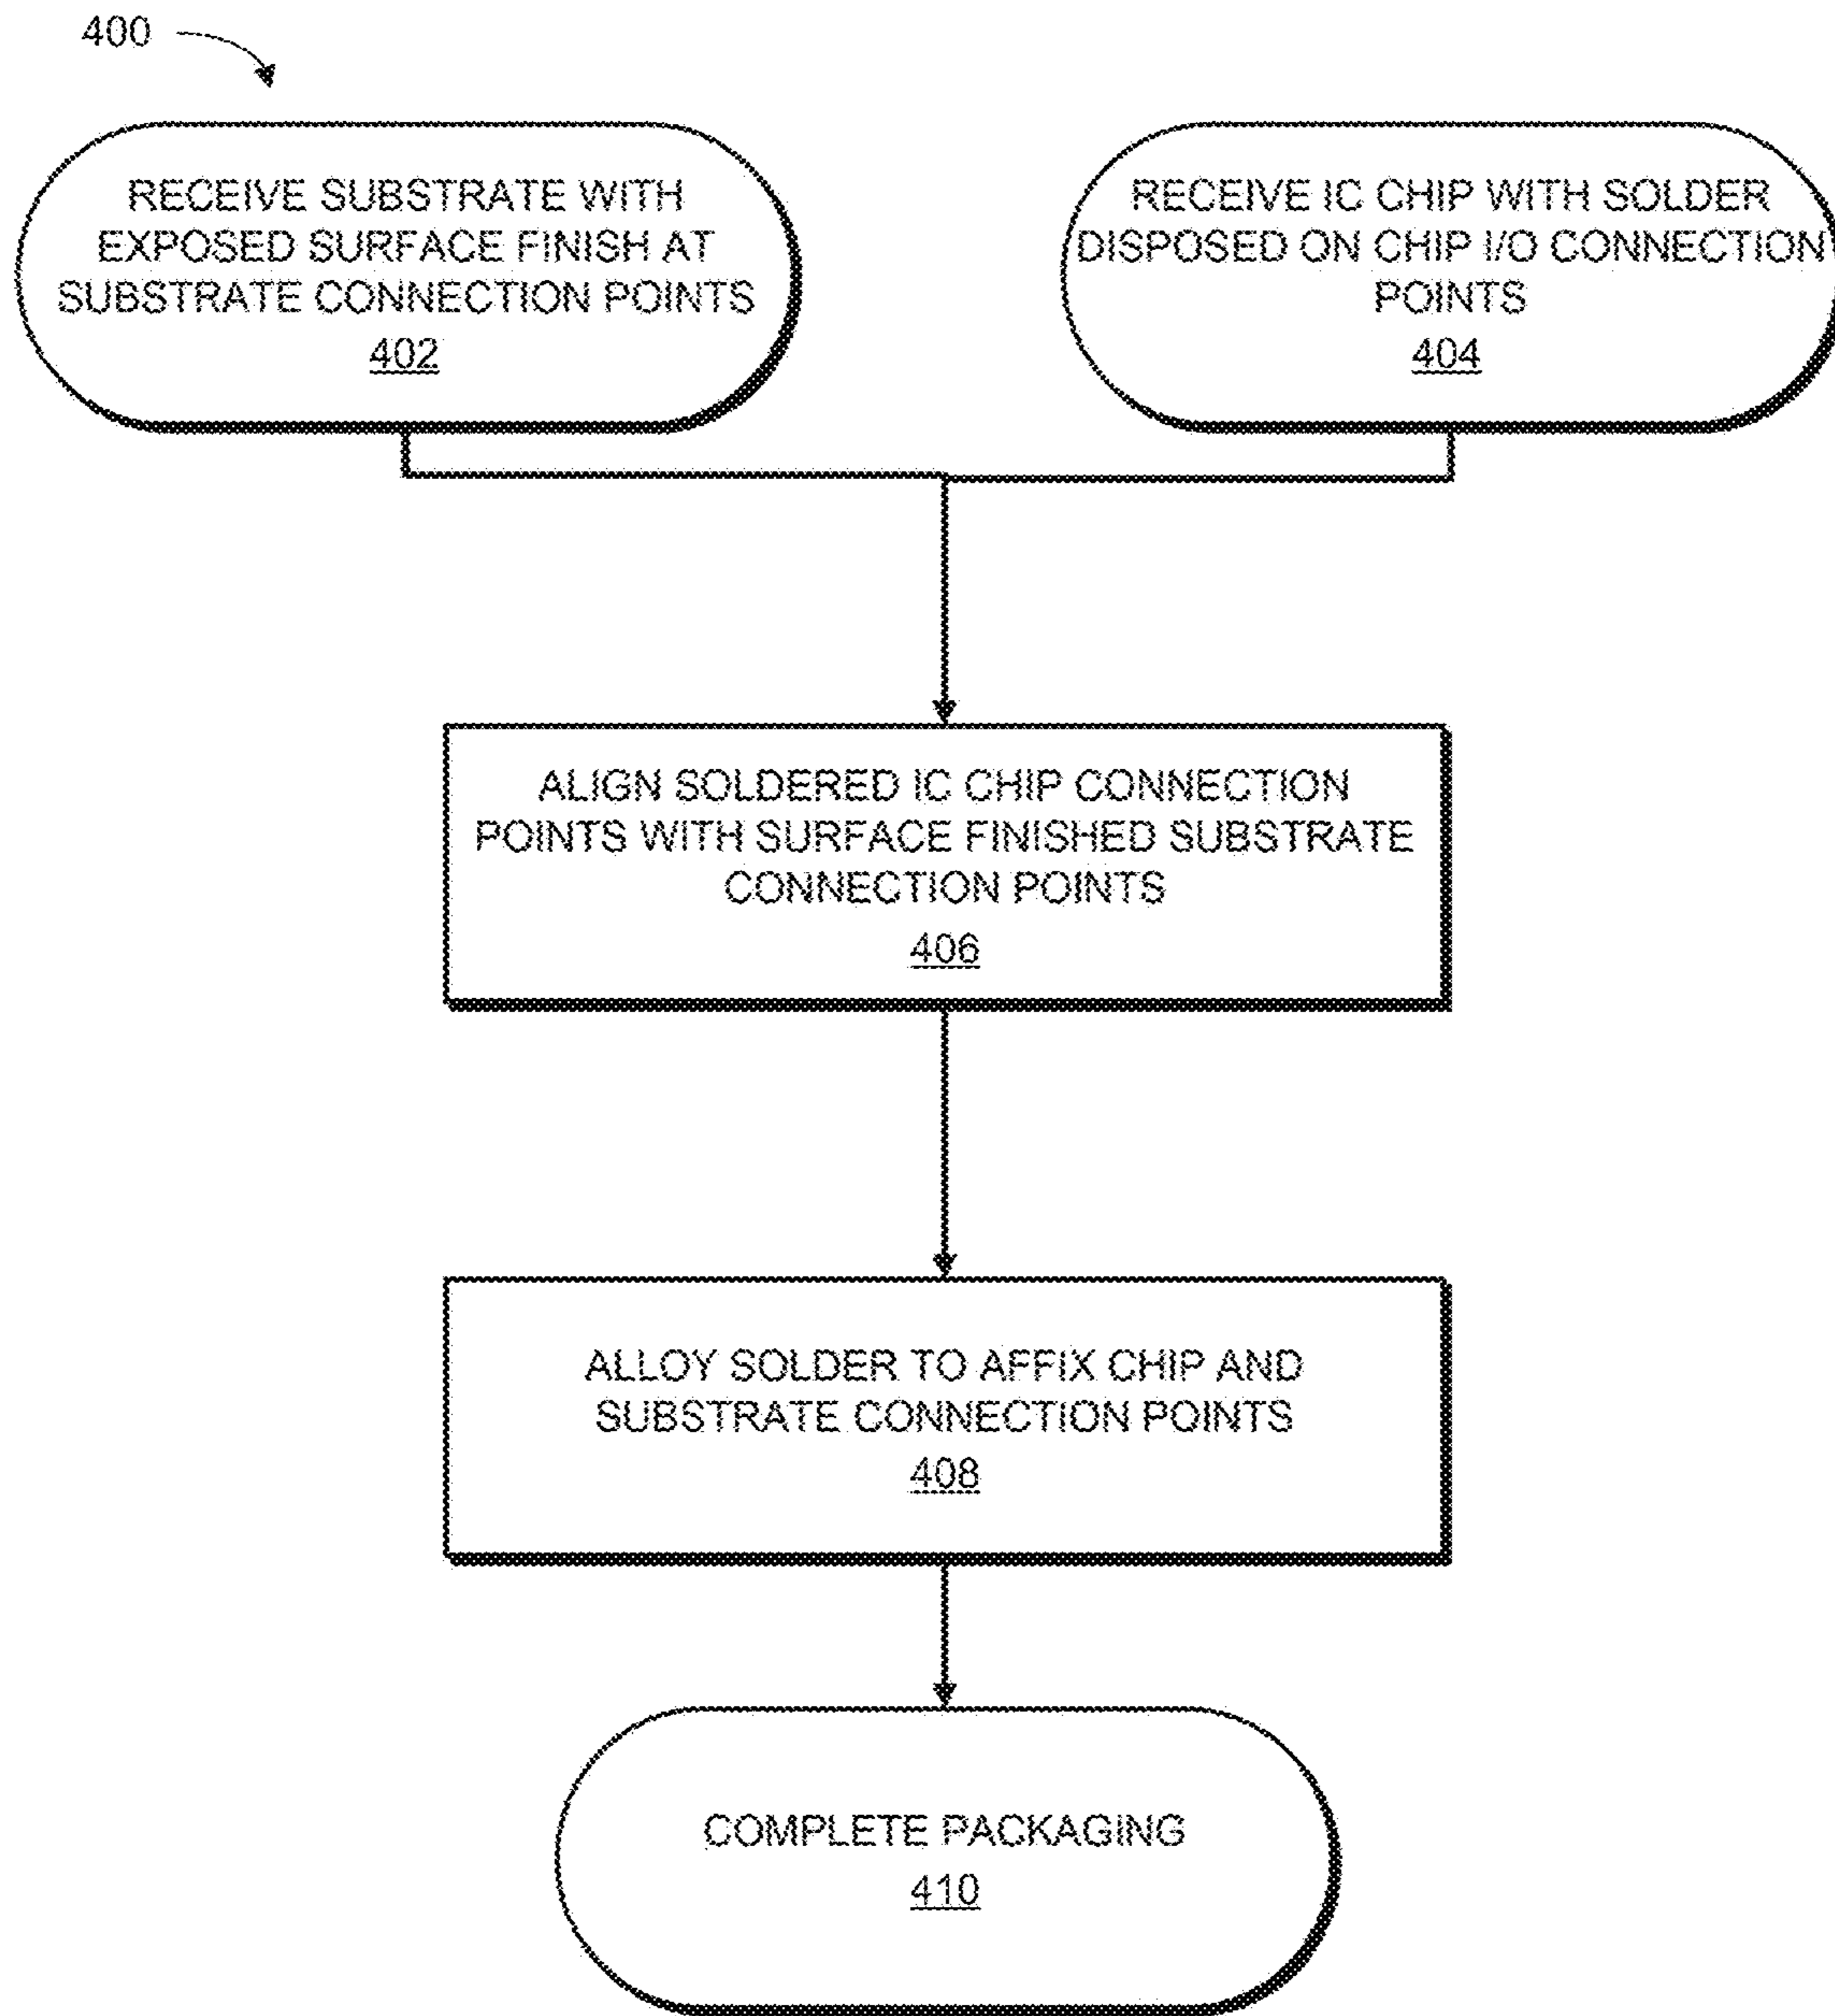 400
RECEIVE SUBSTRATE WITH
EXPOSED SURFACE FINISH AT
SUBSTRATE CONNECTION POINTS
402
RECEIVE IC CHIP WITH SOLDER
DISPOSED ON CHIP I/O CONNECTION
POINTS
404
ALIGN SOLDERED IC CHIP CONNECTION
POINTS WITH SURFACE FINISHED SUBSTRATE
CONNECTION POINTS
406
ALLOY SOLDER TO AFFIX CHIP AND
SUBSTRATE CONNECTION POINTS
408
COMPLETE PACKAGING
410